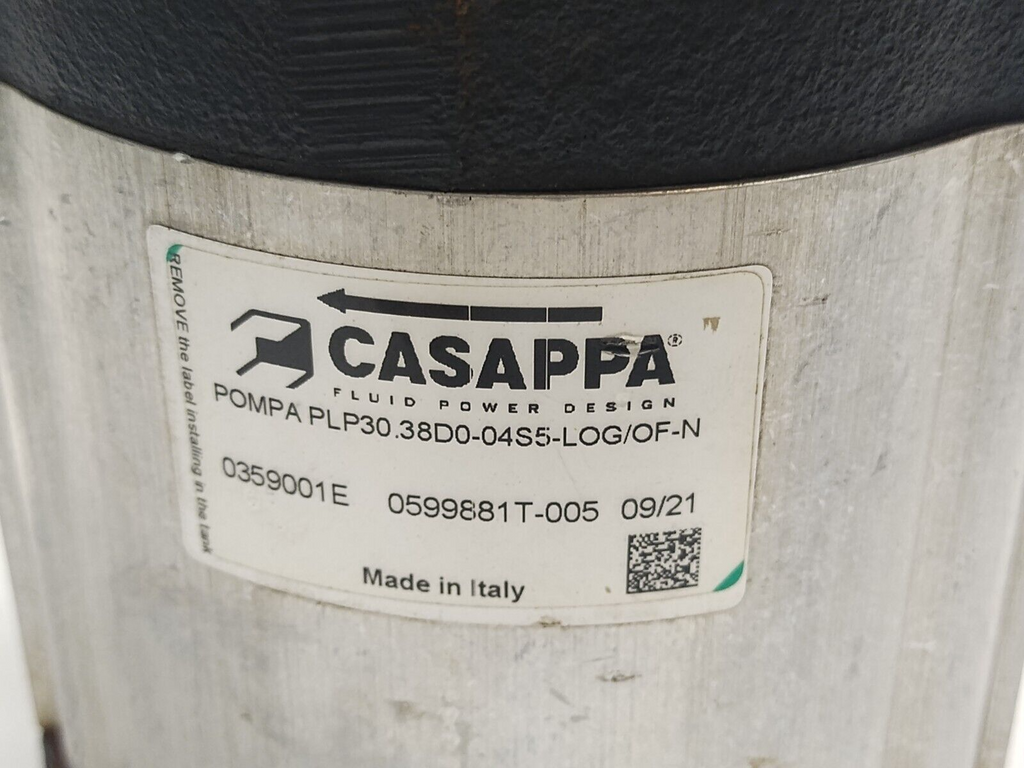 CASAPPA®
FLUID POWER DESIGN
POMPA PLP30.38D0-04S5-LOG/OF-N
0359001E 0599881T-005 09/21
Made in Italy
REMOVE the label installing in the tank